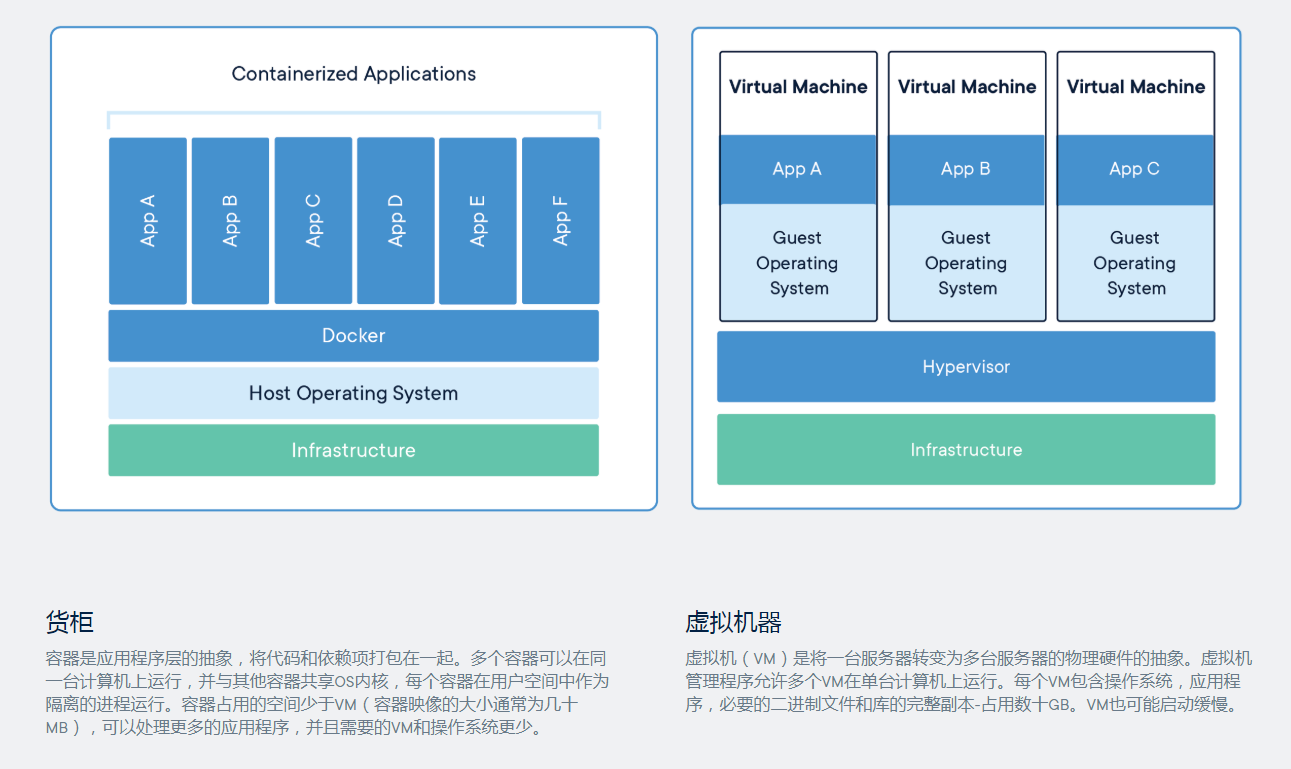 Containerized Applications
App A
App B
App C
App D
App E
App F
Docker
Host Operating System
Infrastructure
Virtual Machine
App A
Guest
Operating
System
Virtual Machine
App B
Guest
Operating
System
Virtual Machine
App C
Guest
Operating
System
Hypervisor
Infrastructure
货柜
容器是应用程序层的抽象，将代码和依赖项打包在一起。多个容器可以在同
一台计算机上运行，并与其他容器共享OS内核，每个容器在用户空间中作为
隔离的进程运行。容器占用的空间少于VM（容器映像的大小通常为几十
MB），可以处理更多的应用程序，并且需要的VM和操作系统更少。
虚拟机器
虚拟机（VM）是将一台服务器转变为多台服务器的物理硬件的抽象。虚拟机
管理程序允许多个VM在单台计算机上运行。每个VM包含操作系统，应用程
序，必要的二进制文件和库的完整副本-占用数十GB。VM也可能启动缓慢。